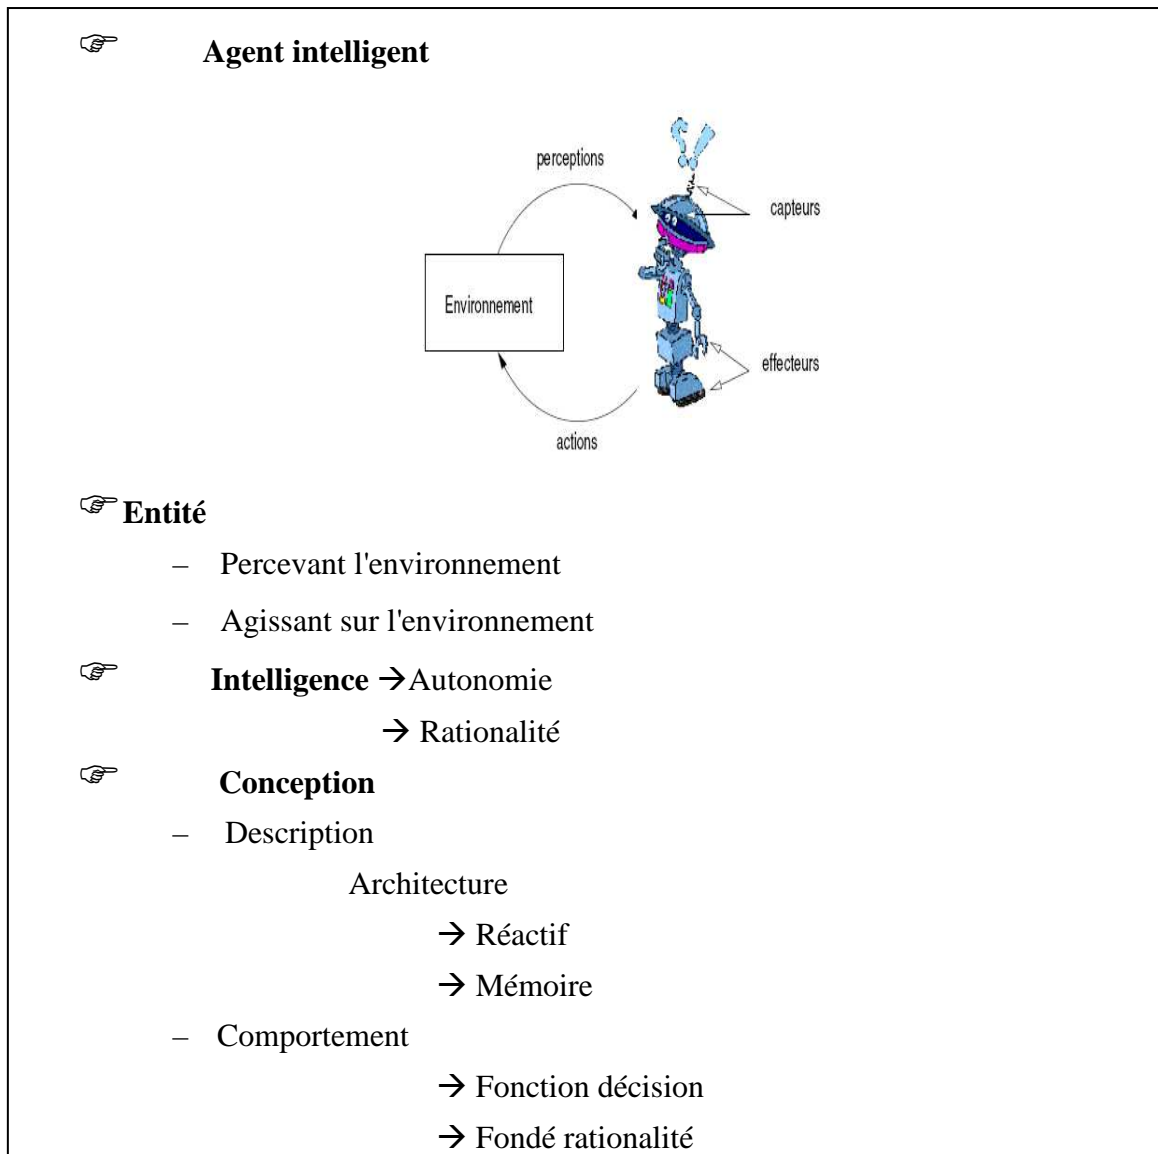 ☞ Agent intelligent
perceptions
capteurs
Environnement
effecteurs
actions
☞ Entité
– Percevant l'environnement
– Agissant sur l'environnement
☞ Intelligence →Autonomie
→ Rationalité
☞ Conception
– Description
Architecture
→ Réactif
→ Mémoire
– Comportement
→ Fonction décision
→ Fondé rationalité